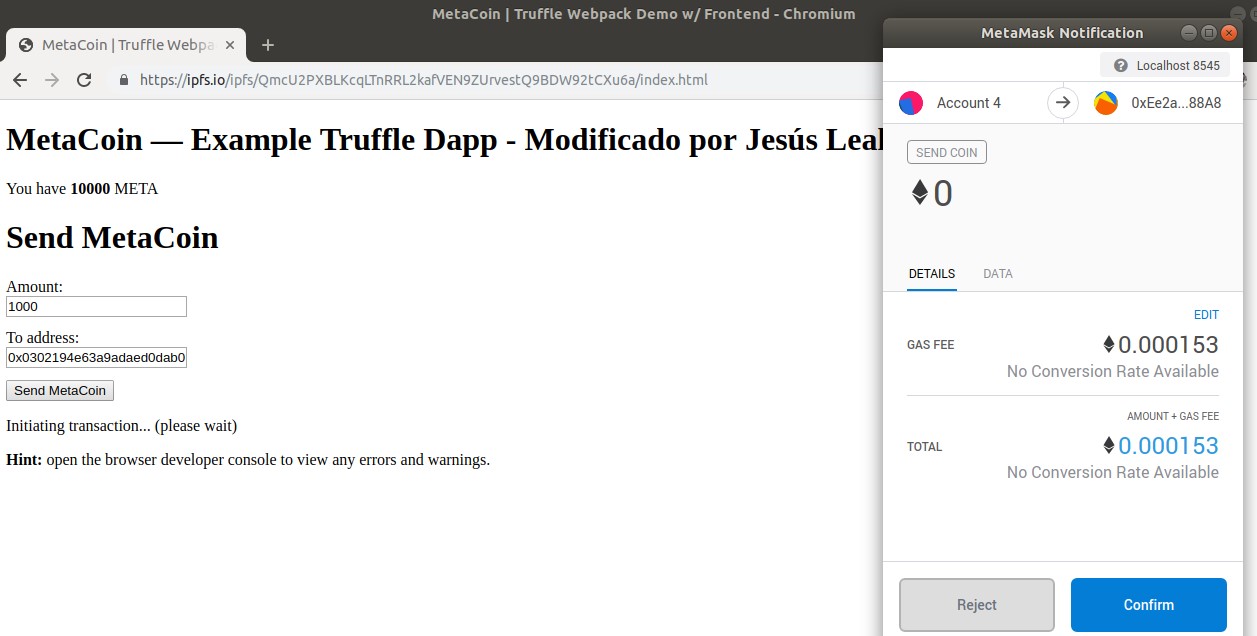 MetaCoin | Truffle Webpack Demo w/ Frontend - Chromium
MetaCoin | Truffle Webpa
https://ipfs.io/ipfs/QmcU2PXBLKcqLTnRRL2kafVEN9ZUrvestQ9BDW92tCXu6a/index.html
MetaCoin — Example Truffle Dapp - Modificado por Jesús Leal
You have 10000 META
Send MetaCoin
Amount:
1000
To address:
0x0302194e63a9adaed0dab0
Send MetaCoin
Initiating transaction... (please wait)
Hint: open the browser developer console to view any errors and warnings.
MetaMask Notification
Localhost 8545
Account 4
0xEe2a...88A8
SEND COIN
0
DETAILS
DATA
EDIT
GAS FEE
0.000153
No Conversion Rate Available
AMOUNT + GAS FEE
TOTAL
0.000153
No Conversion Rate Available
Reject
Confirm